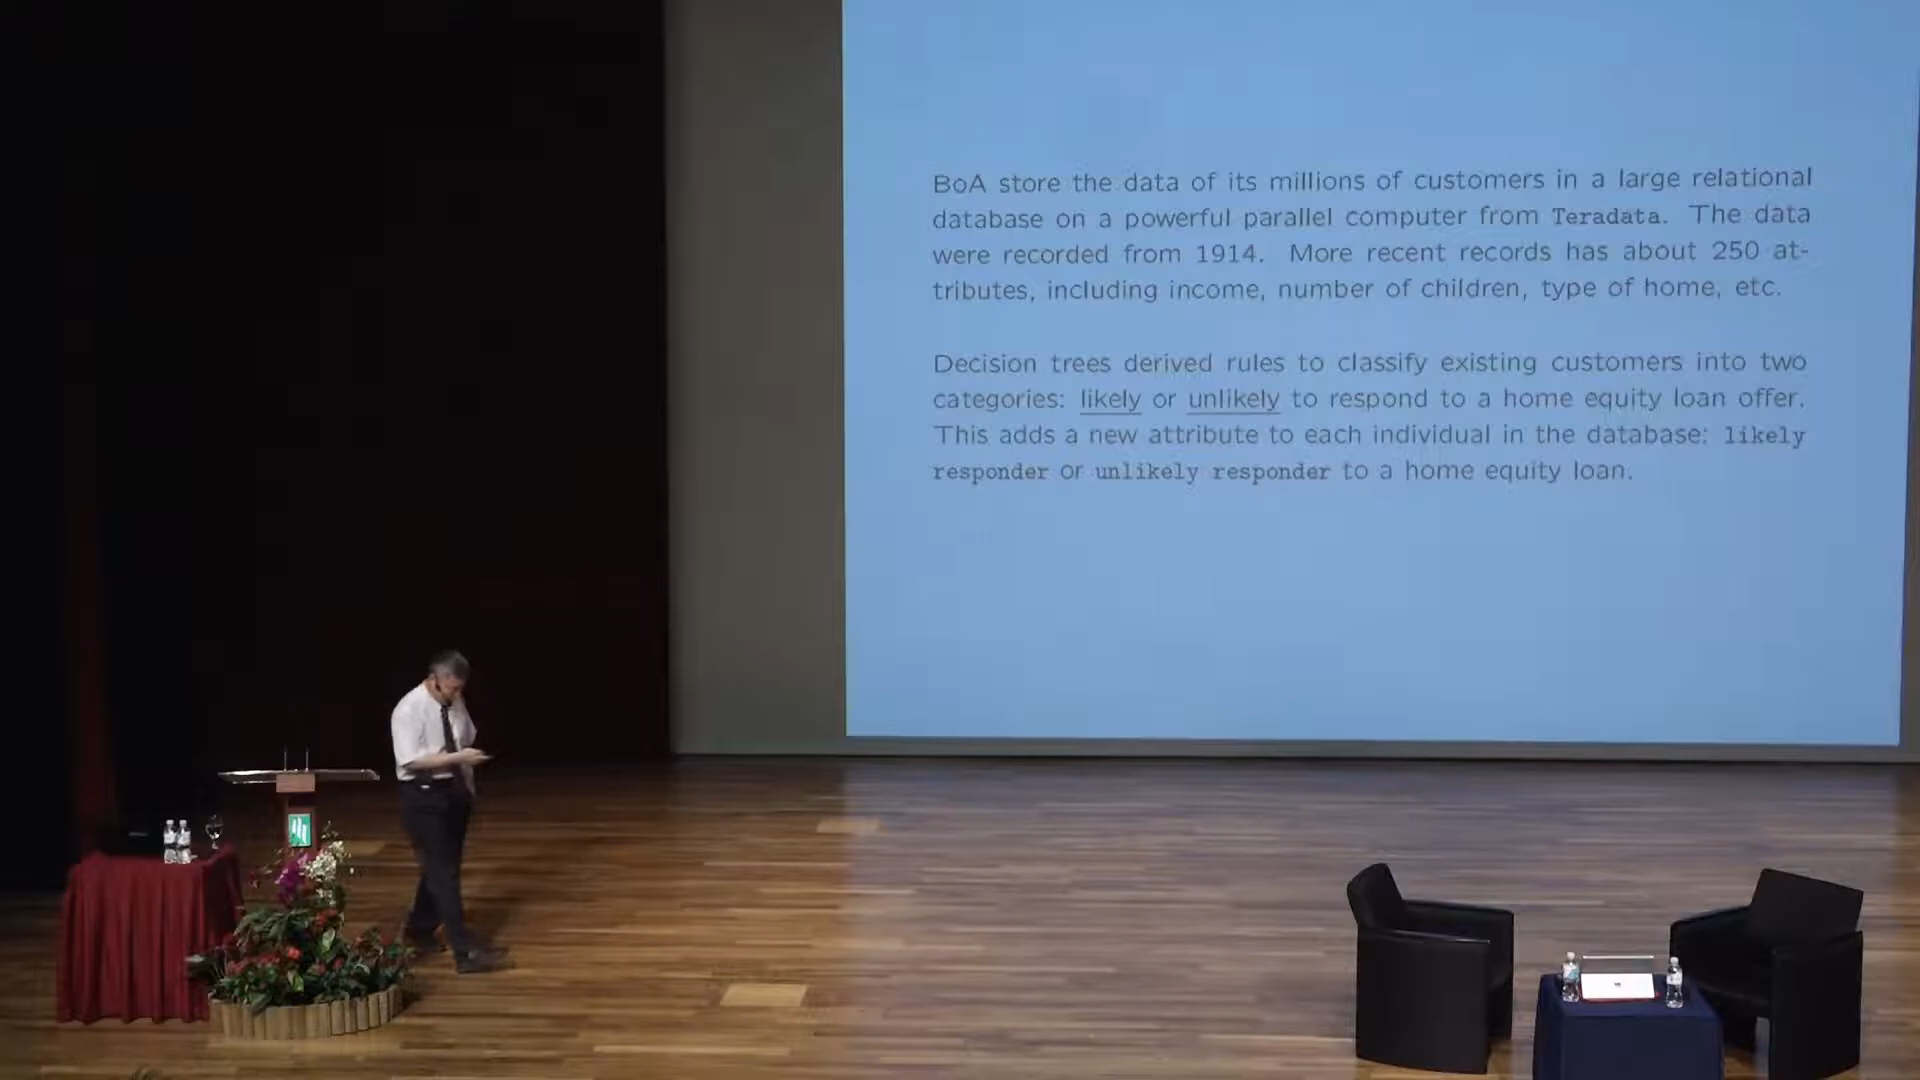 BoA store the data of its millions of customers in a large relational
database on a powerful parallel computer from Teradata. The data
were recorded from 1914. More recent records has about 250 at-
tributes, including income, number of children, type of home, etc.
Decision trees derived rules to classify existing customers into two
categories: likely or unlikely to respond to a home equity loan offer.
This adds a new attribute to each individual in the database: likely
responder or unlikely responder to a home equity loan.